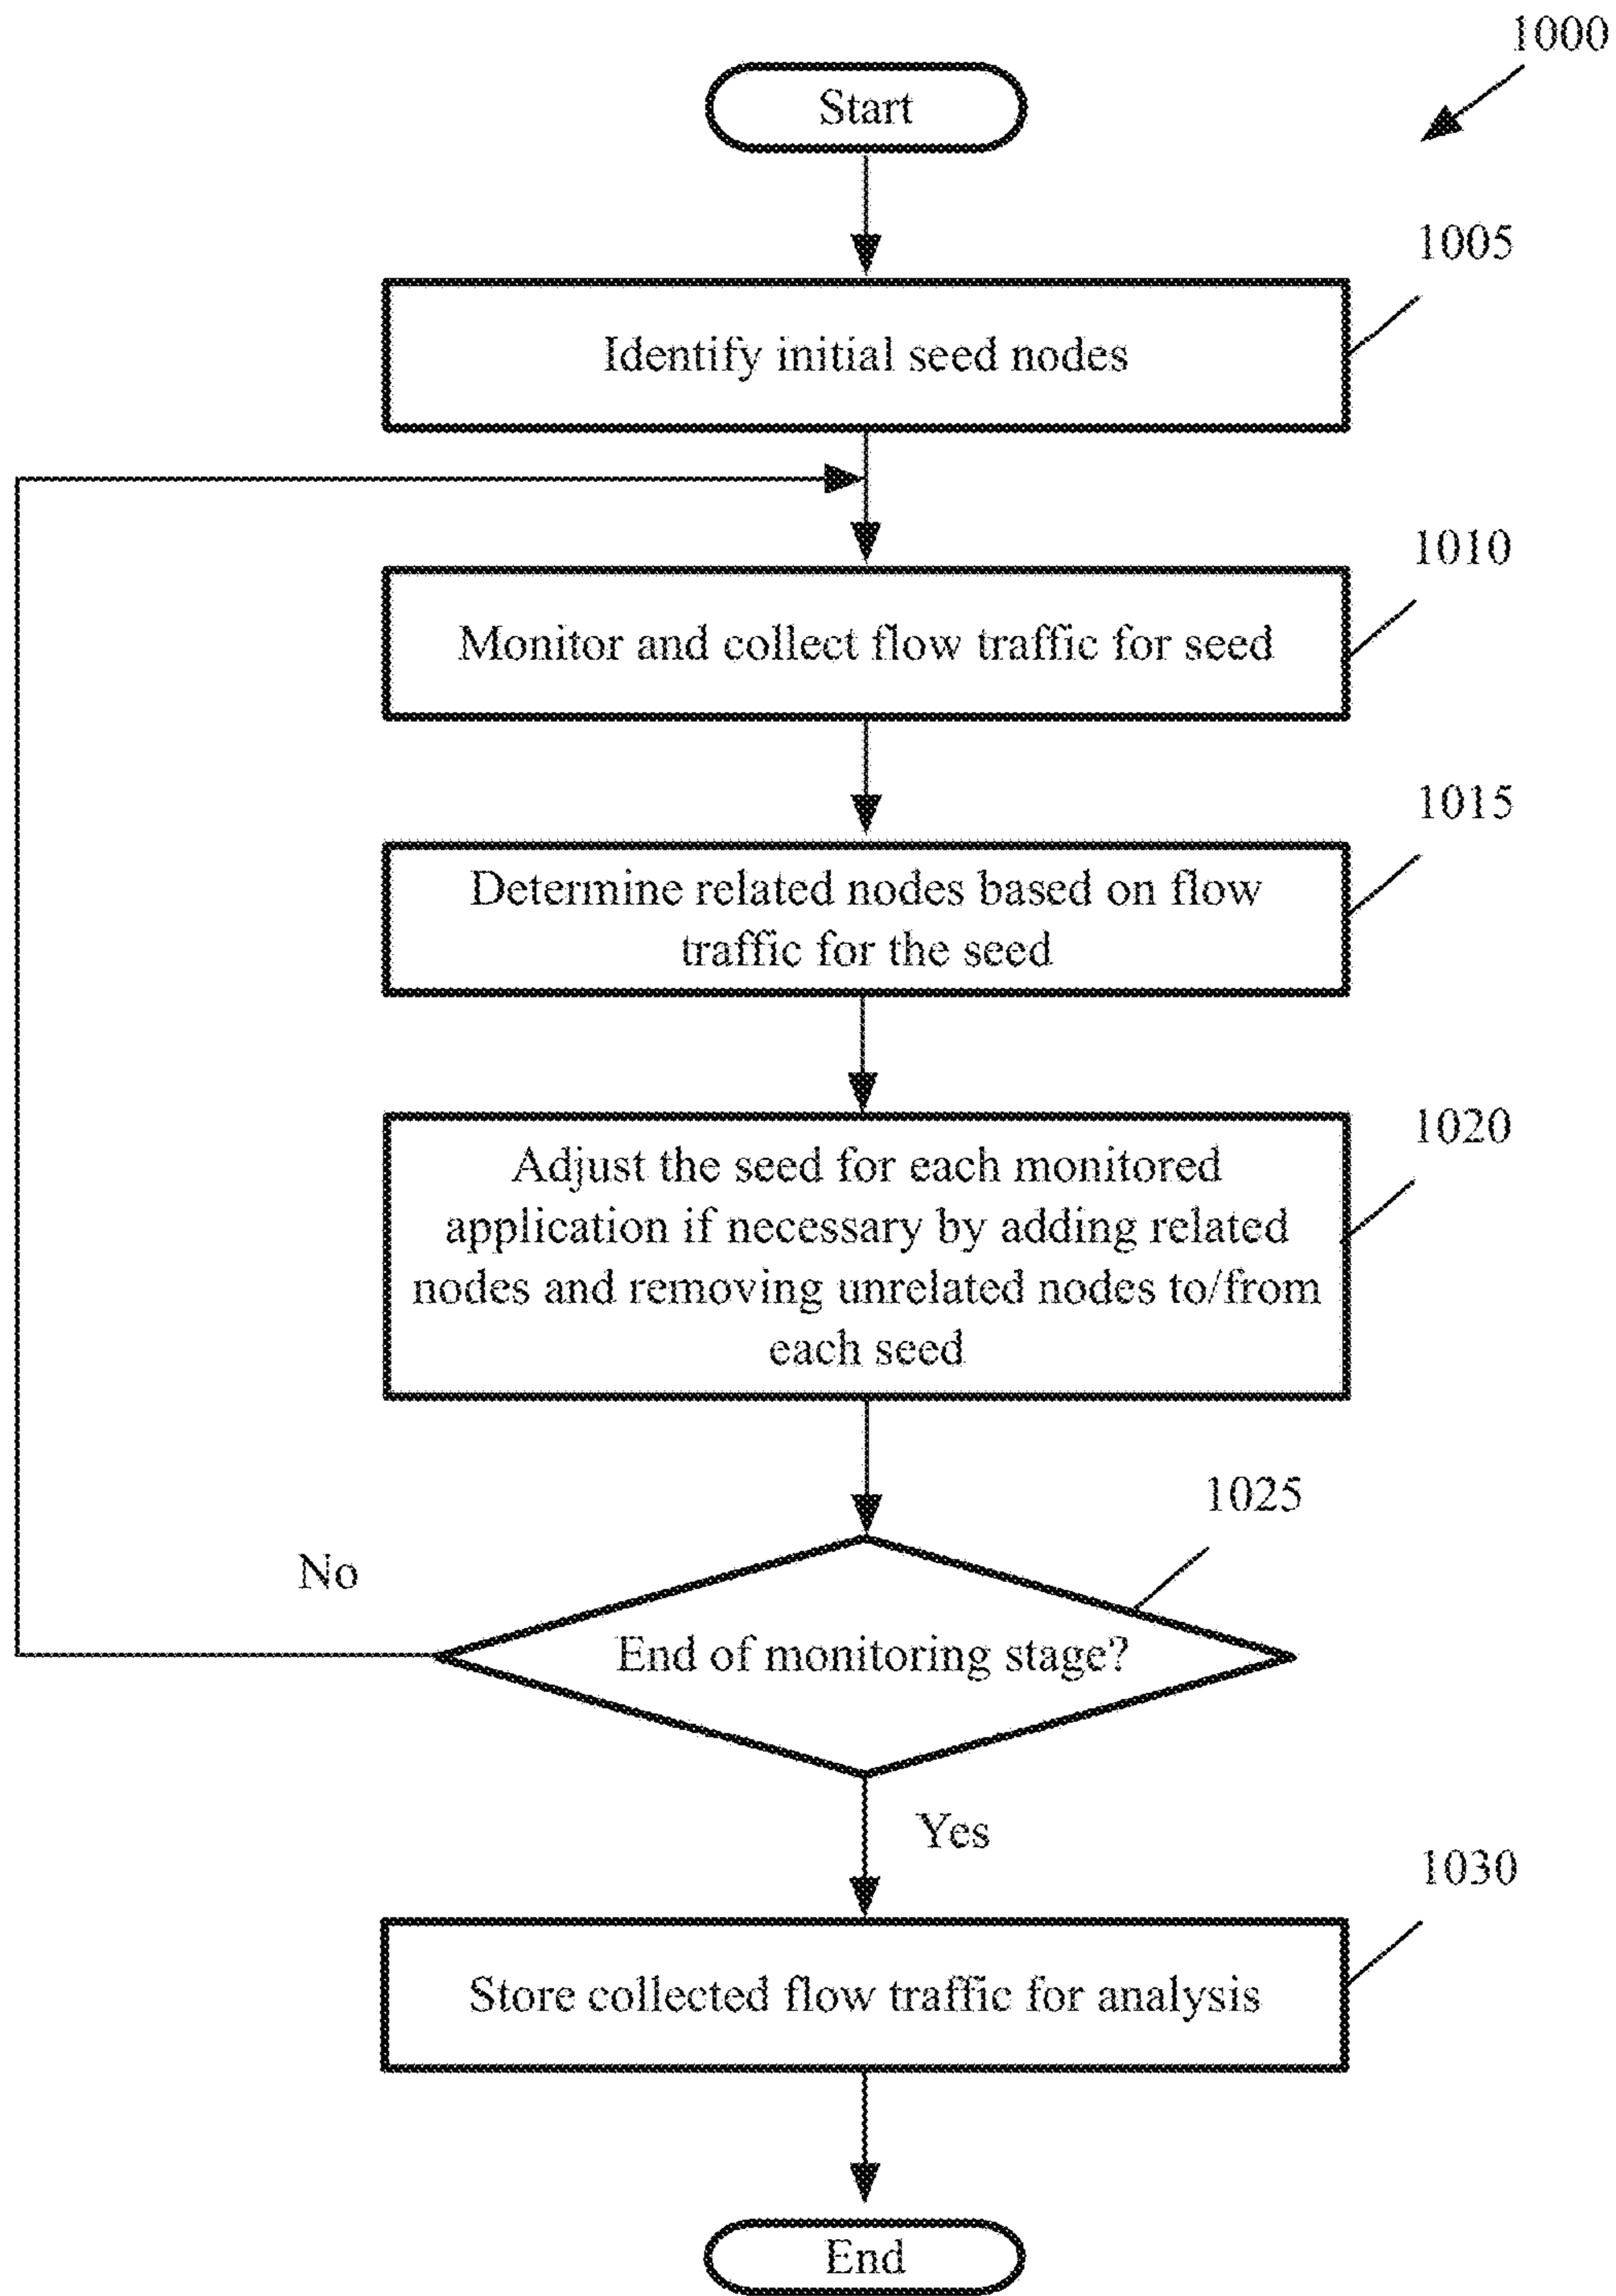 1000
Start
1005
Identify initial seed nodes
1010
Monitor and collect flow traffic for seed
1015
Determine related nodes based on flow
traffic for the seed
1020
Adjust the seed for each monitored
application if necessary by adding related
nodes and removing unrelated nodes to/from
each seed
1025
No
End of monitoring stage?
Yes
1030
Store collected flow traffic for analysis
End